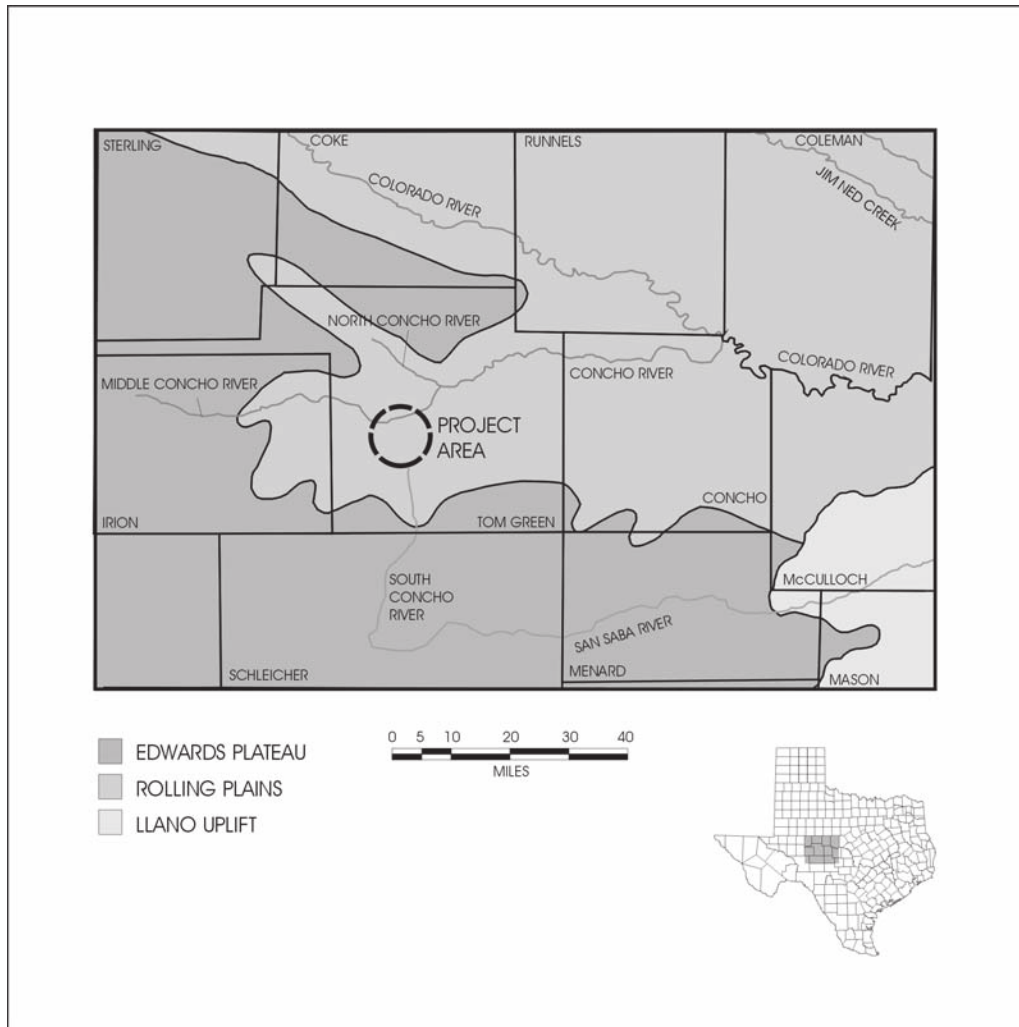 STERLING
COKE
RUNNELS
COLEMAN
COLORADO RIVER
JIM NED CREEK
NORTH CONCHO RIVER
MIDDLE CONCHO RIVER
CONCHO RIVER
COLORADO RIVER
PROJECT
AREA
IRION
TOM GREEN
CONCHO
McCULLOCH
SOUTH
CONCHO
RIVER
SAN SABA RIVER
SCHLEICHER
MENARD
MASON
EDWARDS PLATEAU
ROLLING PLAINS
LLANO UPLIFT
0 5 10 20 30 40
MILES